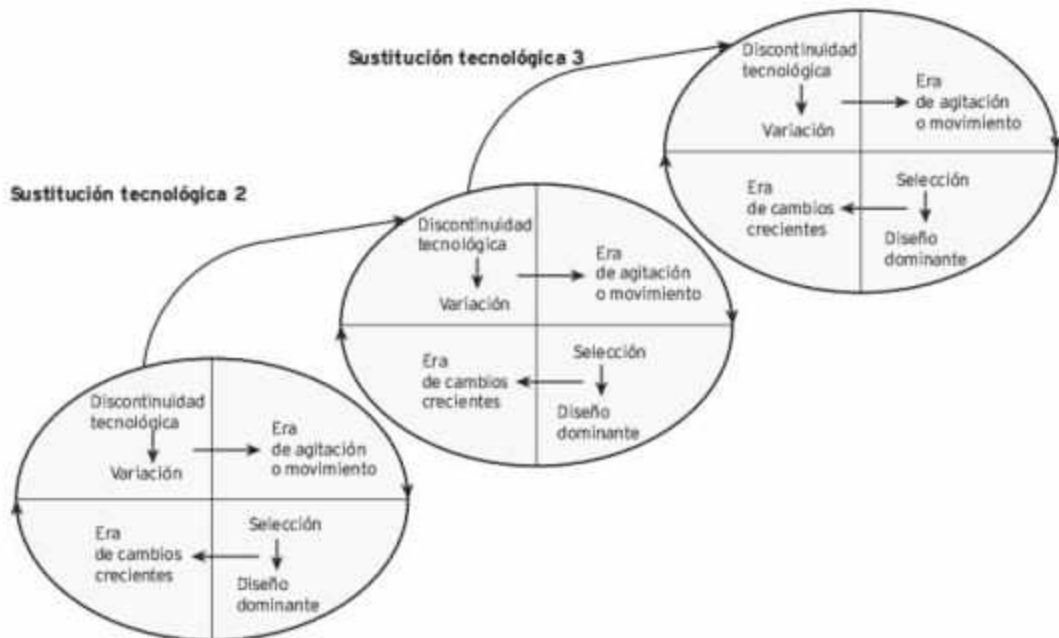 Sustitución tecnológica 3
Discontinuidad
tecnológica
Variación
Era
de agitación
o movimiento
Era
de cambios
crecientes
Selección
Diseño
dominante
Sustitución tecnológica 2
Discontinuidad
tecnológica
Variación
Era
de agitación
o movimiento
Era
de cambios
crecientes
Selección
Diseño
dominante
Discontinuidad
tecnológica
Variación
Era
de agitación
o movimiento
Era
de cambios
crecientes
Selección
Diseño
dominante